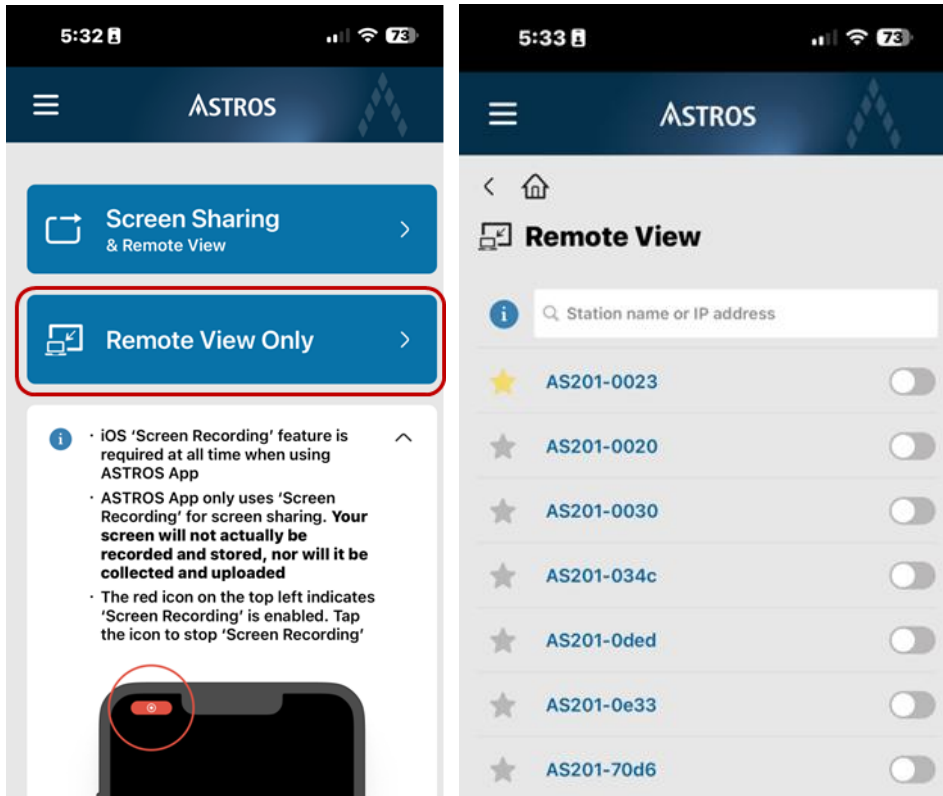 5:32
73
ASTROS
Screen Sharing
& Remote View
Remote View Only
· iOS ‘Screen Recording’ feature is
required at all time when using
ASTROS App
· ASTROS App only uses ‘Screen
Recording’ for screen sharing. Your
screen will not actually be
recorded and stored, nor will it be
collected and uploaded
· The red icon on the top left indicates
‘Screen Recording’ is enabled. Tap
the icon to stop ‘Screen Recording’
5:33
73
ASTROS
Remote View
Station name or IP address
AS201-0023
AS201-0020
AS201-0030
AS201-034c
AS201-0ded
AS201-0e33
AS201-70d6